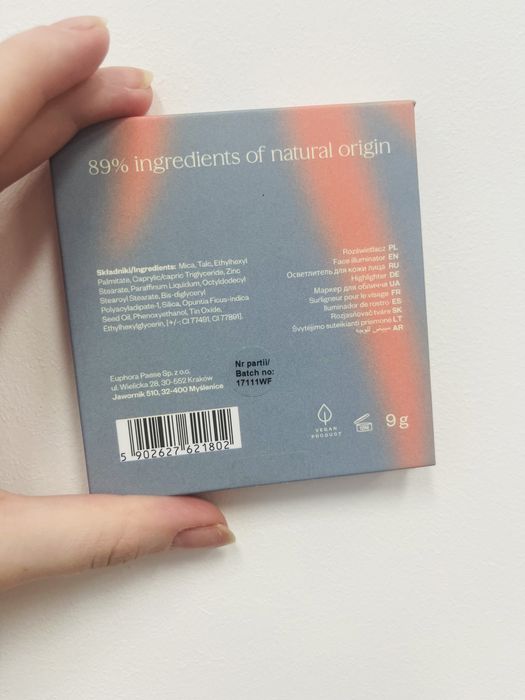 89% ingredients of natural origin
Składniki/Ingredients: Mica, Talc, Ethylhexyl
Palmitate, Caprylic/capric Triglyceride, Zinc
Stearate, Paraffinum Liquidum, Octyldodecyl
Stearoyl Stearate, Bis-diglyceryl
Polyacyladipate-1, Silica, Opuntia Ficus-indica
Seed Oil, Phenoxyethanol, Tin Oxide,
Ethylhexylglycerin, [+/-: CI 77491, CI 77891].
Rozświetlacz PL
Face illuminator EN
Осветлитель для кожи лица RU
Highlighter DE
Маркер для обличчя UA
Surligneur pour le visage FR
Iluminador de rostro ES
Rozjasňovač tváre SK
Švytėjimo suteikianti priemonė LT
AR
Euphora Paese Sp. z o.o.
ul. Wielicka 28, 30-552 Kraków
Jawornik 510, 32-400 Myślenice
Nr partii/
Batch no:
17111WF
5 902627 621802
VEGAN
PRODUCT
9 g